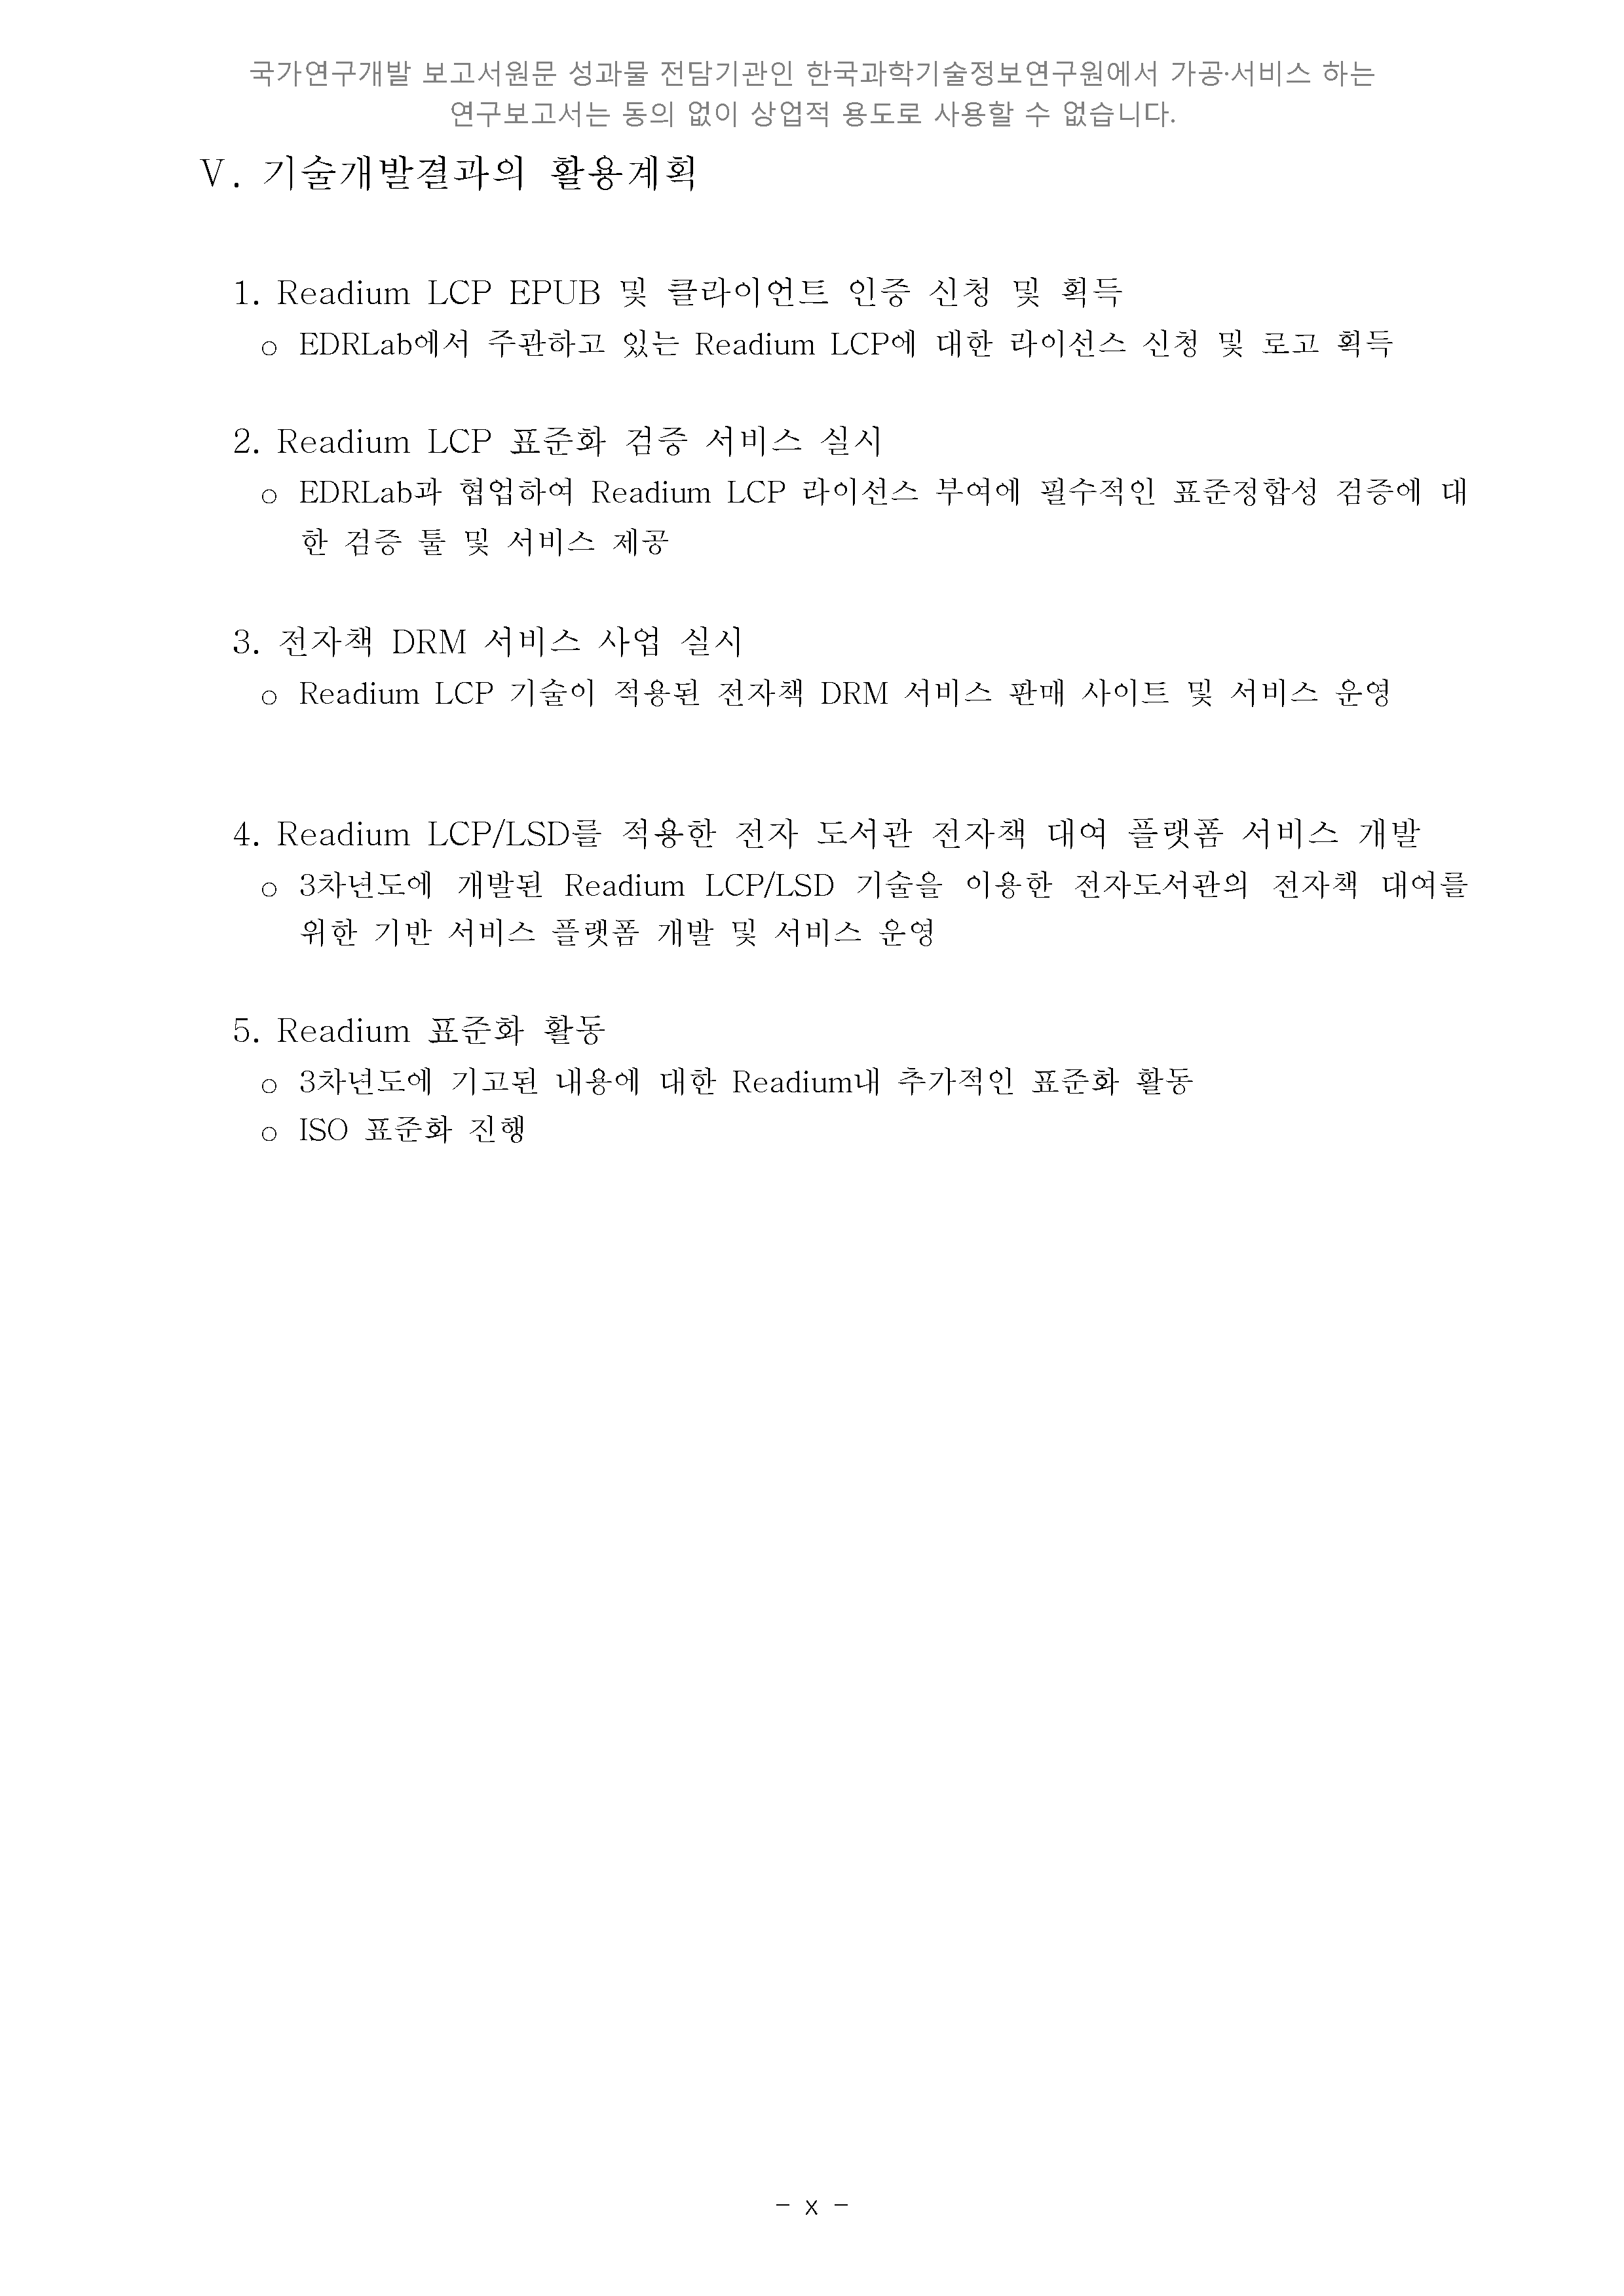 국가연구개발 보고서원문 성과물 전담기관인 한국과학기술정보연구원에서 가공·서비스 하는
연구보고서는 동의 없이 상업적 용도로 사용할 수 없습니다.
Ⅴ. 기술개발결과의 활용계획
1. Readium LCP EPUB 및 클라이언트 인증 신청 및 획득
○ EDRLab에서 주관하고 있는 Readium LCP에 대한 라이선스 신청 및 로고 획득
2. Readium LCP 표준화 검증 서비스 실시
○ EDRLab과 협업하여 Readium LCP 라이선스 부여에 필수적인 표준정합성 검증에 대
한 검증 툴 및 서비스 제공
3. 전자책 DRM 서비스 사업 실시
○ Readium LCP 기술이 적용된 전자책 DRM 서비스 판매 사이트 및 서비스 운영
4. Readium LCP/LSD를 적용한 전자 도서관 전자책 대여 플랫폼 서비스 개발
○ 3차년도에 개발된 Readium LCP/LSD 기술을 이용한 전자도서관의 전자책 대여를
위한 기반 서비스 플랫폼 개발 및 서비스 운영
5. Readium 표준화 활동
○ 3차년도에 기고된 내용에 대한 Readium내 추가적인 표준화 활동
○ ISO 표준화 진행
- x -